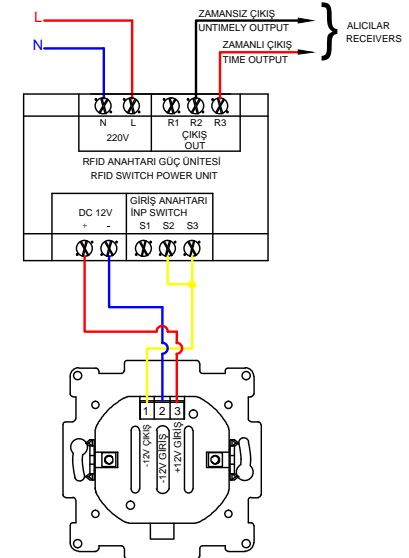 L
ZAMANSIZ ÇIKIŞ
UNTIMELY OUTPUT
ALICILAR
RECEIVERS
N
ZAMANLI ÇIKIŞ
TIME OUTPUT
N L R1 R2 R3
220V
ÇIKIŞ
OUT
RFID ANAHTARI GÜÇ ÜNİTESİ
RFID SWITCH POWER UNIT
DC 12V
+ -
GİRİŞ ANAHTARI
İNP SWITCH
S1 S2 S3
1 2 3
-12V ÇIKIŞ
-12V GİRİŞ
+12V GİRİŞ